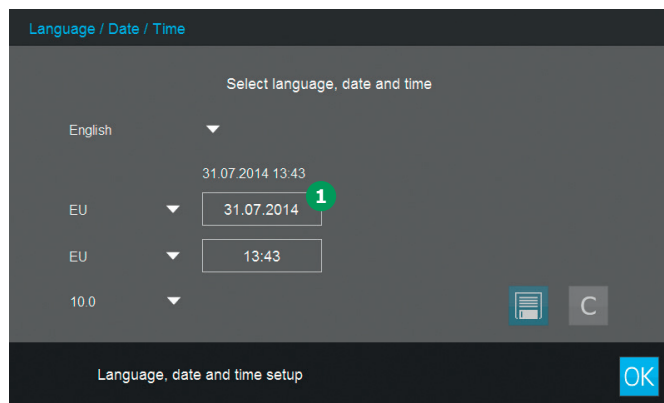 Language / Date / Time
Select language, date and time
English
31.07.2014 13:43
EU 31.07.2014 1
EU 13:43
10.0
C
Language, date and time setup OK